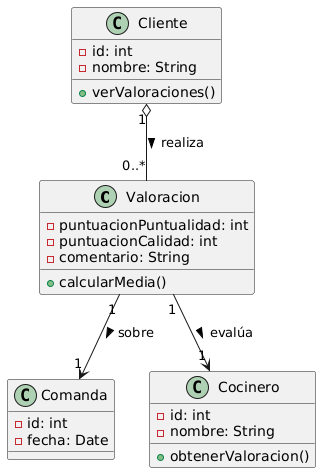 C Cliente
id: int
nombre: String
verValoraciones()
1
realiza
0..*
C Valoracion
puntuacionPuntualidad: int
puntuacionCalidad: int
comentario: String
calcularMedia()
1 1
sobre evalúa
1 1
C Comanda
id: int
fecha: Date
C Cocinero
id: int
nombre: String
obtenerValoracion()